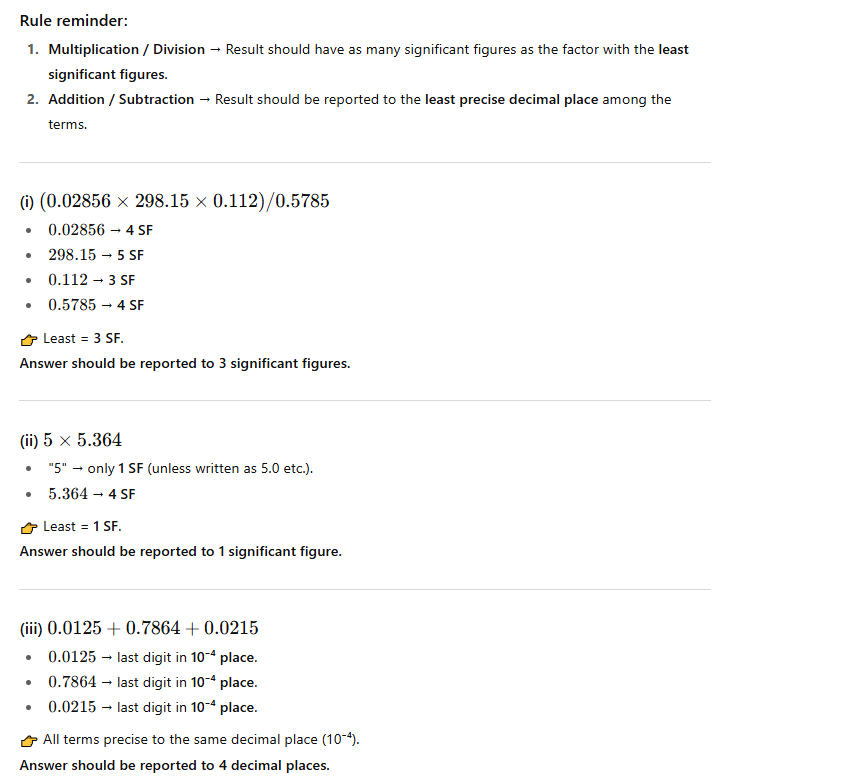 Rule reminder:
1. Multiplication / Division → Result should have as many significant figures as the factor with the least
significant figures.
2. Addition / Subtraction → Result should be reported to the least precise decimal place among the
terms.
(i) (0.02856 × 298.15 × 0.112)/0.5785
• 0.02856 → 4 SF
• 298.15 → 5 SF
• 0.112 → 3 SF
• 0.5785 → 4 SF
👉 Least = 3 SF.
Answer should be reported to 3 significant figures.
(ii) 5 × 5.364
• "5" → only 1 SF (unless written as 5.0 etc.).
• 5.364 → 4 SF
👉 Least = 1 SF.
Answer should be reported to 1 significant figure.
(iii) 0.0125 + 0.7864 + 0.0215
• 0.0125 → last digit in 10⁻⁴ place.
• 0.7864 → last digit in 10⁻⁴ place.
• 0.0215 → last digit in 10⁻⁴ place.
👉 All terms precise to the same decimal place (10⁻⁴).
Answer should be reported to 4 decimal places.